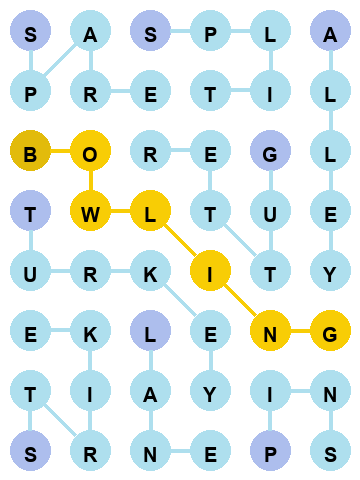 S A S P L A
P R E T I L
B O R E G L
T W L T U E
U R K I T Y
E K L E N G
T I A Y I N
S R N E P S